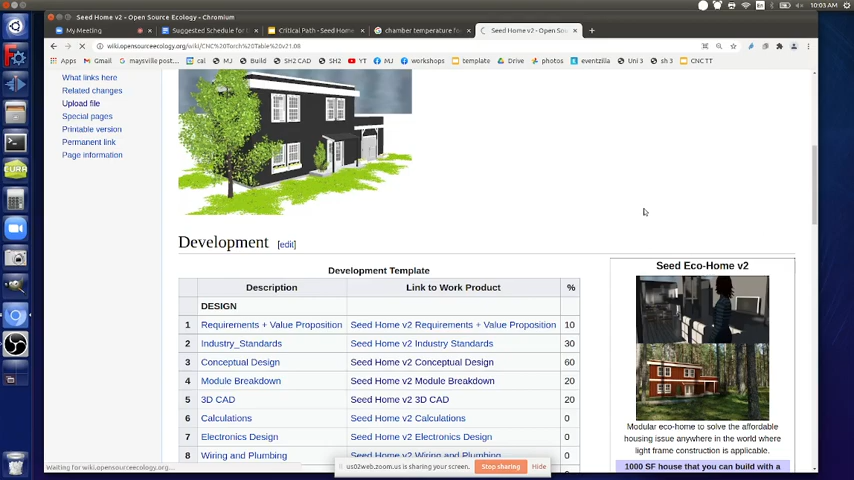 Seed Home v2 - Open Source Ecology - Chromium
10:03 AM
My Meeting
Suggested Schedule for t
Critical Path - Seed Home
chamber temperature fo
Seed Home v2 - Open Sou
wiki.opensourceecology.org/wiki/CNC%20Torch%20Table%20v21.08
Apps
Gmail
maysville post...
cal
MJ
Build
SH2 CAD
SH2
YT
MJ
workshops
template
Drive
photos
eventzilla
Uni 3
sh 3
CNC TT
What links here
Related changes
Upload file
Special pages
Printable version
Permanent link
Page information
Development [edit]
Development Template
Description Link to Work Product %
DESIGN
1 Requirements + Value Proposition Seed Home v2 Requirements + Value Proposition 10
2 Industry_Standards Seed Home v2 Industry Standards 30
3 Conceptual Design Seed Home v2 Conceptual Design 60
4 Module Breakdown Seed Home v2 Module Breakdown 20
5 3D CAD Seed Home v2 3D CAD 20
6 Calculations Seed Home v2 Calculations 0
7 Electronics Design Seed Home v2 Electronics Design 0
8 Wiring and Plumbing Seed Home v2 Wiring and Plumbing 0
Seed Eco-Home v2
Modular eco-home to solve the affordable
housing issue anywhere in the world where
light frame construction is applicable.
1000 SF house that you can build with a
Waiting for wiki.opensourceecology.org...
us02web.zoom.us is sharing your screen.
Stop sharing
Hide
CURA